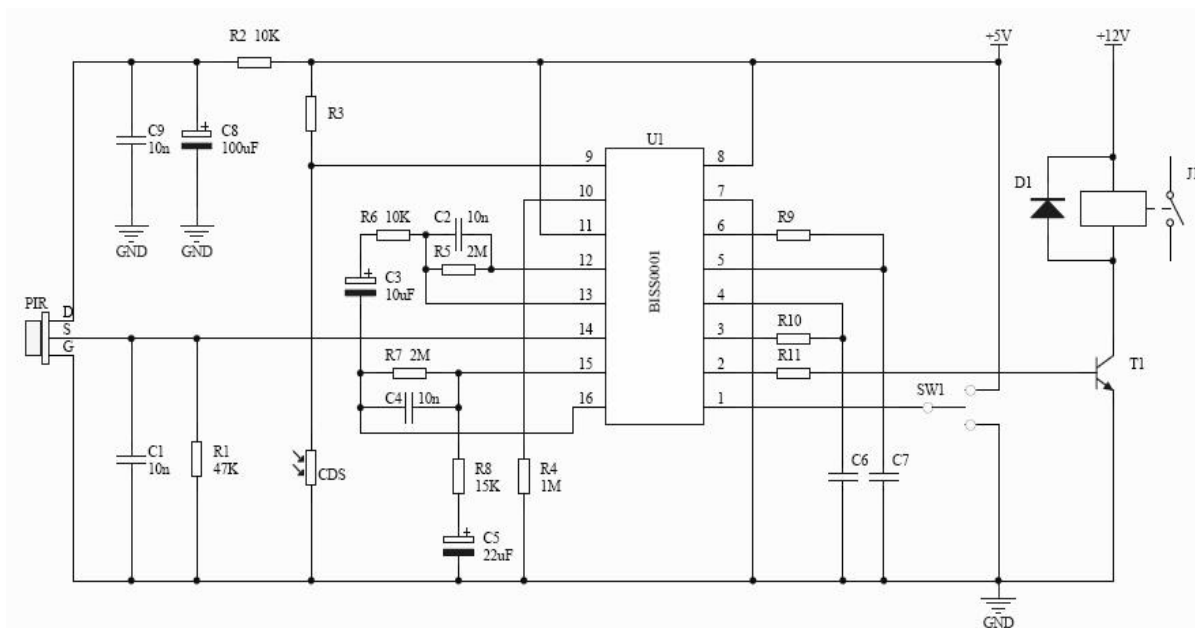 +5V
+12V
R2 10K
R3
C9
10n
C8
100uF
U1
9
8
D1
J1
10
7
R6 10K
C2
10n
11
6
R9
GND
GND
R5
2M
12
5
C3
10uF
BISS0001
13
4
PIR
D
S
G
14
3
R10
R7 2M
15
2
R11
T1
C4
10n
16
1
SW1
C1
10n
R1
47K
CDS
R8
15K
R4
1M
C6
C7
C5
22uF
GND